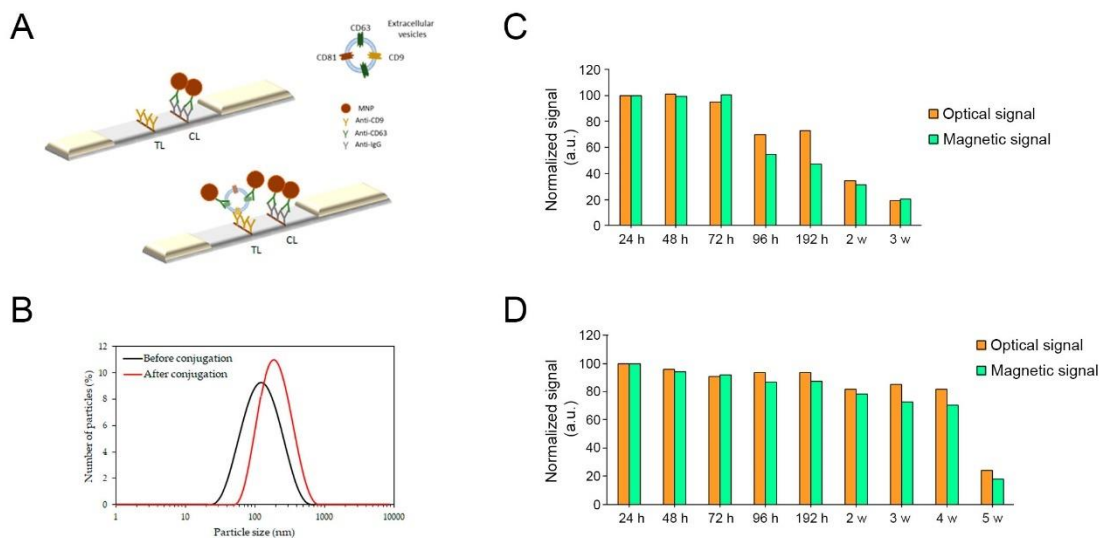 A
CD63
Extracellular
vesicles
CD81
CD9
MNP
Anti-CD9
Anti-CD63
Anti-IgG
TL
CL
TL
CL
B
Number of particles (%)
12
10
8
6
4
2
0
Before conjugation
After conjugation
1
10
100
1000
10000
Particle size (nm)
C
Normalized signal
(a.u.)
120
100
80
60
40
20
0
Optical signal
Magnetic signal
24 h
48 h
72 h
96 h
192 h
2 w
3 w
D
Normalized signal
(a.u.)
120
100
80
60
40
20
0
Optical signal
Magnetic signal
24 h
48 h
72 h
96 h
192 h
2 w
3 w
4 w
5 w